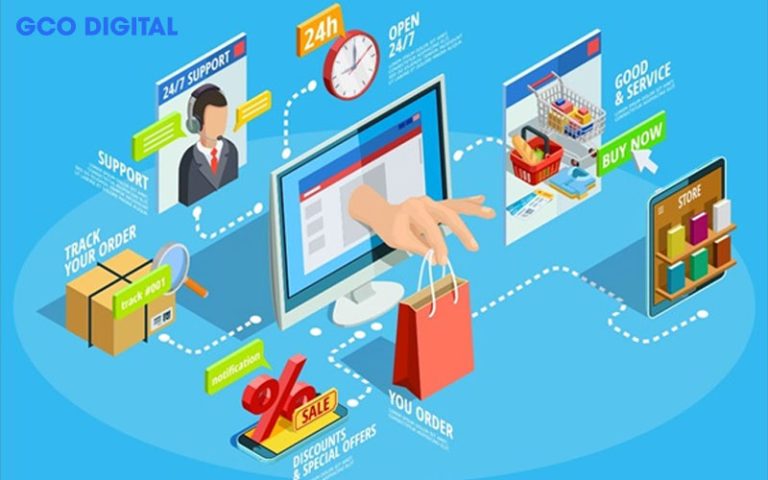 GCO DIGITAL
24h
OPEN
24/7
24/7 SUPPORT
GOOD
& SERVICE
BUY NOW
SUPPORT
STORE
TRACK
YOUR ORDER
track #001
notification
SALE
YOU ORDER
DISCOUNTS
& SPECIAL OFFERS